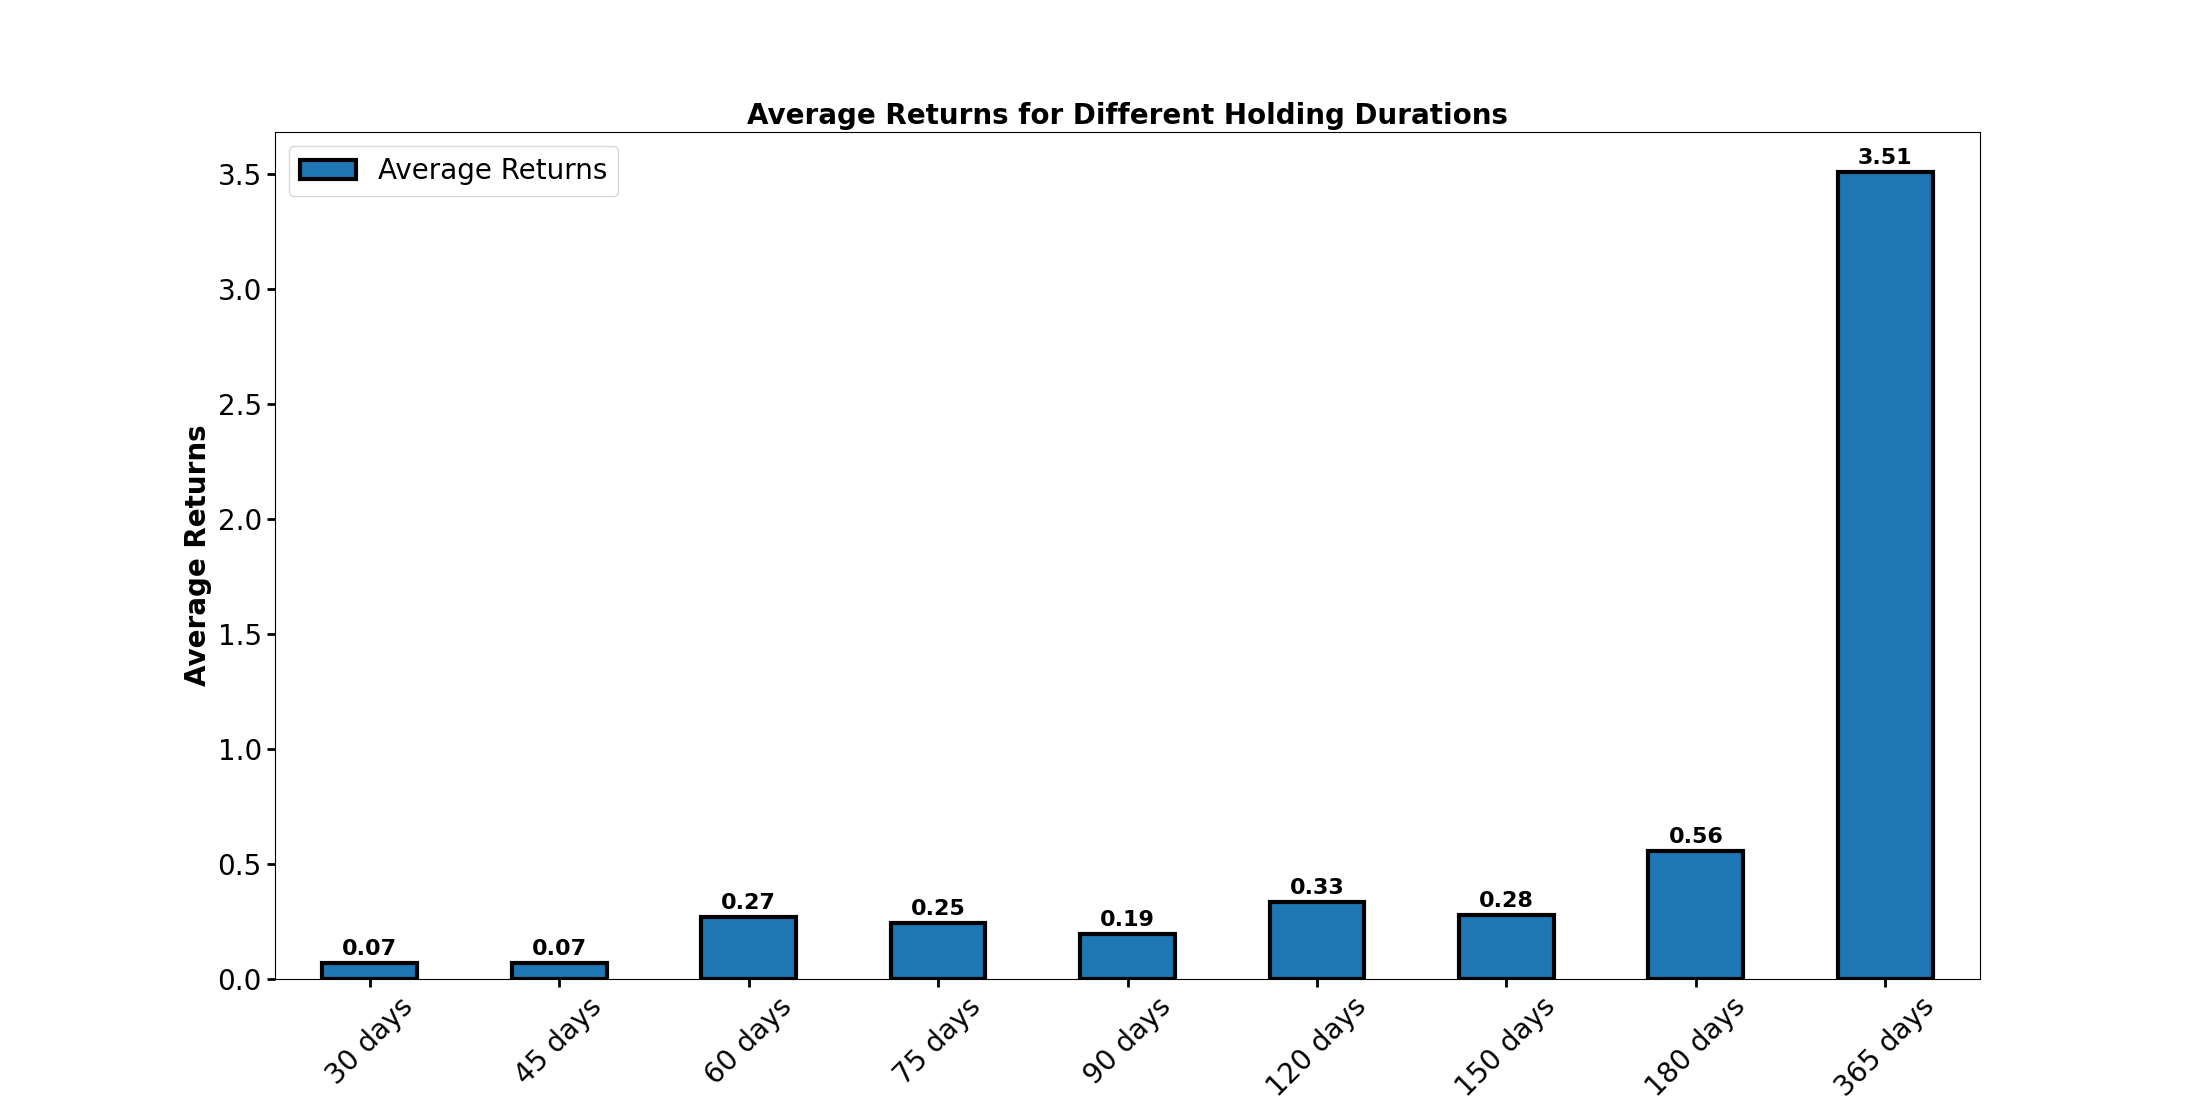 Average Returns for Different Holding Durations
Average Returns
Average Returns
3.5
3.0
2.5
2.0
1.5
1.0
0.5
0.0
0.07
0.07
0.27
0.25
0.19
0.33
0.28
0.56
3.51
30 days
45 days
60 days
75 days
90 days
120 days
150 days
180 days
365 days